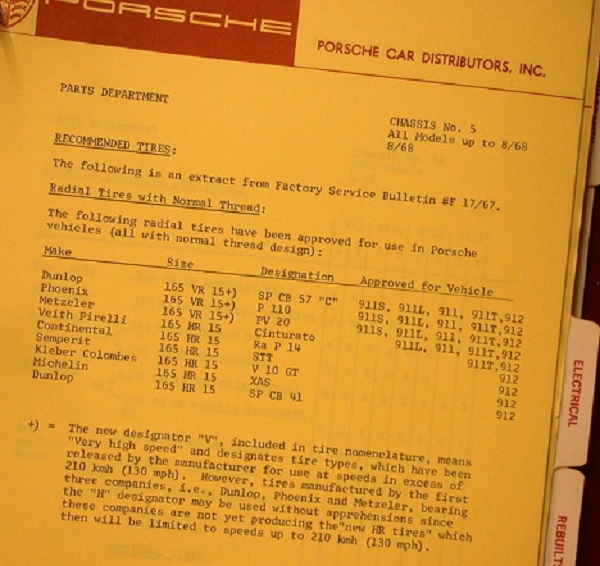 PORSCHE
PORSCHE CAR DISTRIBUTORS, INC.
PARTS DEPARTMENT
CHASSIS No. 5
All Models up to 8/68
8/68
RECOMMENDED TIRES:
The following is an extract from Factory Service Bulletin #F 17/67.
Radial Tires with Normal Thread:
The following radial tires have been approved for use in Porsche
vehicles (all with normal thread design):
Make Size Designation Approved for Vehicle
Dunlop 165 VR 15+) SP CB 57 "C" 911S, 911L, 911, 911T,912
Phoenix 165 VR 15+) P 110 911S, 911L, 911, 911T,912
Metzeler 165 VR 15+) PV 20 911S, 911L, 911, 911T,912
Veith Pirelli 165 HR 15 Cinturato 911L, 911, 911T,912
Continental 165 HR 15 Ra P 14 911T,912
Semperit 165 HR 15 STT 912
Kleber Colombes 165 HR 15 V 10 GT 912
Michelin 165 HR 15 XAS 912
Dunlop 165 HR 15 SP CB 41 912
+) = The new designator "V", included in tire nomenclature, means
"Very high speed" and designates tire types, which have been
released by the manufacturer for use at speeds in excess of
210 kmh (130 mph). However, tires manufactured by the first
three companies, i.e., Dunlop, Phoenix and Metzeler, bearing
the "H" designator may be used without apprehensions since
these companies are not yet producing the"new HR tires" which
then will be limited to speeds up to 210 kmh (130 mph).
ELECTRICAL